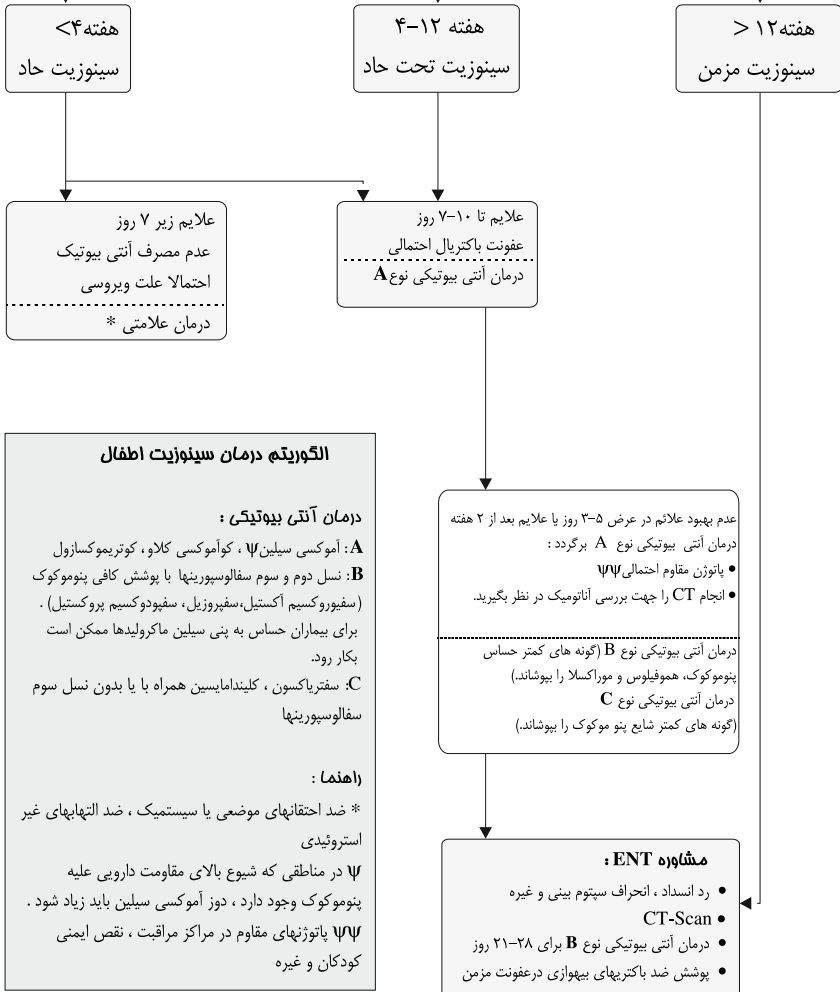 هفته۴>
سینوزیت حاد
هفته ۱۲-۴
سینوزیت تحت حاد
هفته۱۲ <
سینوزیت مزمن
علایم زیر ۷ روز
عدم مصرف آنتی بیوتیک
احتمالا علت ویروسی
درمان علامتی *
علایم تا ۱۰-۷ روز
عفونت باکتریال احتمالی
درمان آنتی بیوتیکی نوع A
عدم بهبود علائم در عرض ۵-۳ روز یا علایم بعد از ۲ هفته
درمان آنتی بیوتیکی نوع A برگردد :
• پاتوژن مقاوم احتمالی ψψ
• انجام CT را جهت بررسی آناتومیک در نظر بگیرید.
درمان آنتی بیوتیکی نوع B (گونه های کمتر حساس
پنوموکوک، هموفیلوس و موراکسلا را بپوشاند.)
درمان آنتی بیوتیکی نوع C
(گونه های کمتر شایع پنو موکوک را بپوشاند.)
مشاوره ENT :
• رد انسداد ، انحراف سپتوم بینی و غیره
• CT-Scan
• درمان آنتی بیوتیکی نوع B برای ۲۸-۲۱ روز
• پوشش ضد باکتریهای بیهوازی درعفونت مزمن
الگوریتم درمان سینوزیت اطفال
درمان آنتی بیوتیکی :
A: آموکسی سیلین ψ ، کوآموکسی کلاو ، کوتریموکسازول
B: نسل دوم و سوم سفالوسپورینها با پوشش کافی پنوموکوک
(سفیوروکسیم آکستیل،سفپروزیل، سفپودوکسیم پروکستیل) .
برای بیماران حساس به پنی سیلین ماکرولیدها ممکن است
بکار رود.
C: سفتریاکسون ، کلیندامایسین همراه با یا بدون نسل سوم
سفالوسپورینها
راهنما :
* ضد احتقانهای موضعی یا سیستمیک ، ضد التهابهای غیر
استروئیدی
ψ در مناطقی که شیوع بالای مقاومت دارویی علیه
پنوموکوک وجود دارد ، دوز آموکسی سیلین باید زیاد شود .
ψψ پاتوژنهای مقاوم در مراکز مراقبت ، نقص ایمنی
کودکان و غیره